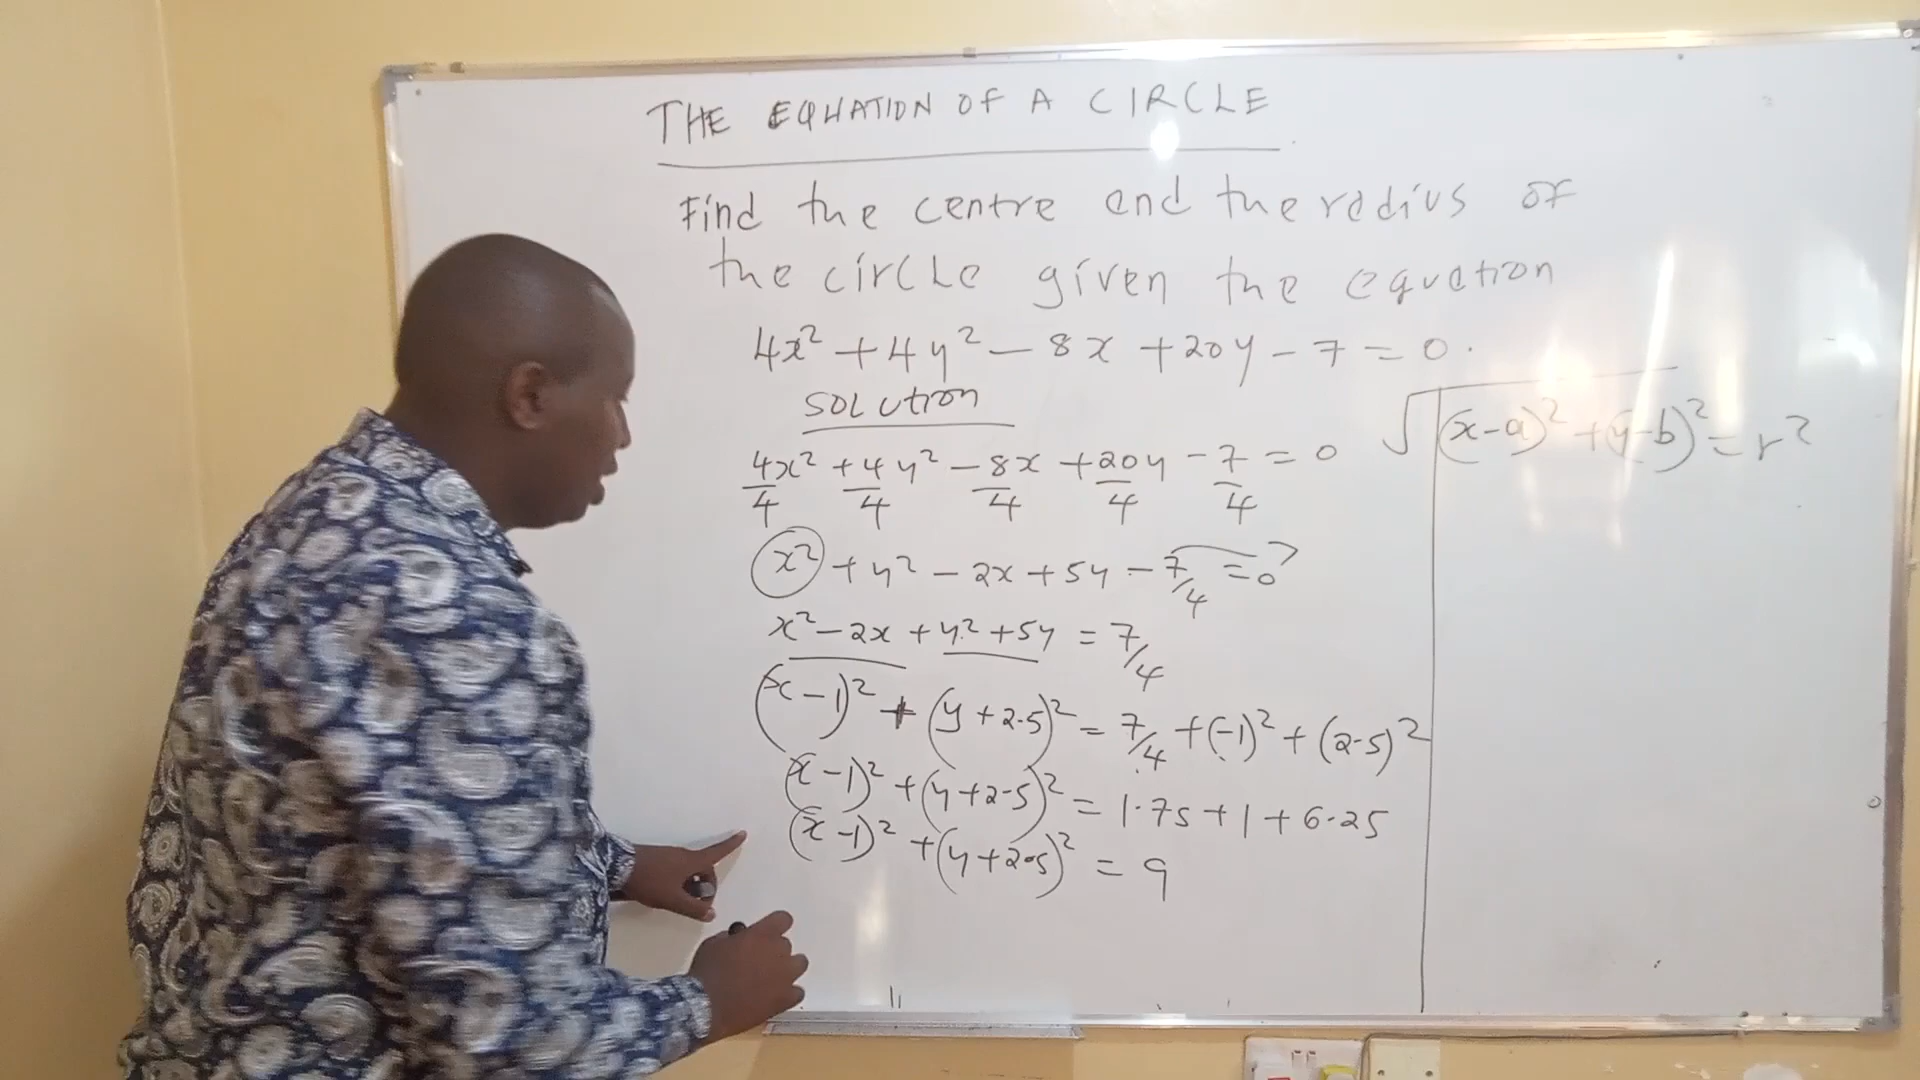 THE EQUATION OF A CIRCLE
Find the centre and the radius of
the circle given the equation
4x² + 4y² - 8x + 20y - 7 = 0.
SOLUTION
4x²/4 + 4y²/4 - 8x/4 + 20y/4 - 7/4 = 0
√(x-a)² + (y-b)² = r²
x² + y² - 2x + 5y - 7/4 = 0
x² - 2x + y² + 5y = 7/4
(x-1)² + (y+2.5)² = 7/4 + (-1)² + (2.5)²
(x-1)² + (y+2.5)² = 1.75 + 1 + 6.25
(x-1)² + (y+2.5)² = 9